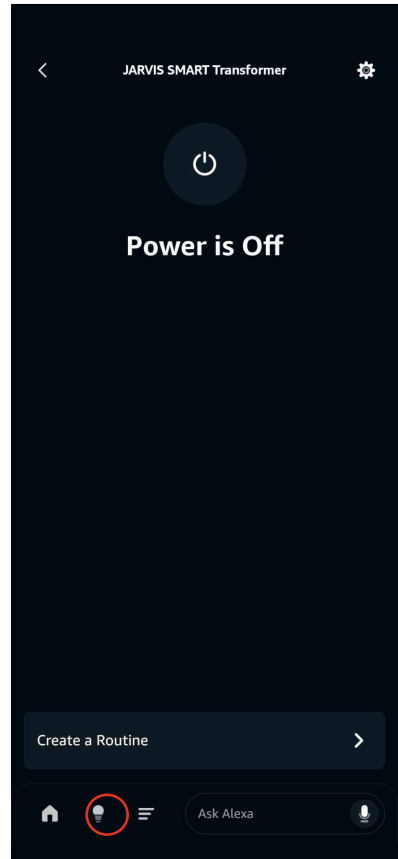 JARVIS SMART Transformer
Power is Off
Create a Routine
Ask Alexa